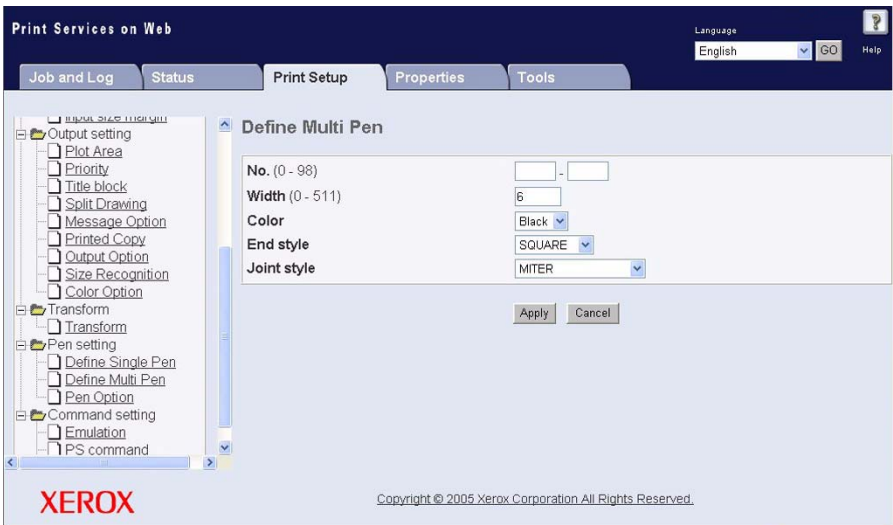 Print Services on Web
Language
English GO
? Help
Job and Log Status Print Setup Properties Tools
Input size margin
Output setting
Plot Area
Priority
Title block
Split Drawing
Message Option
Printed Copy
Output Option
Size Recognition
Color Option
Transform
Transform
Pen setting
Define Single Pen
Define Multi Pen
Pen Option
Command setting
Emulation
PS command
Define Multi Pen
No. (0 - 98) -
Width (0 - 511) 6
Color Black
End style SQUARE
Joint style MITER
Apply Cancel
XEROX
Copyright © 2005 Xerox Corporation All Rights Reserved.